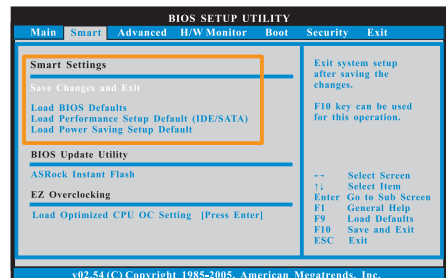 BIOS SETUP UTILITY
Main Smart Advanced H/W Monitor Boot Security Exit
Smart Settings
Save Changes and Exit
Load BIOS Defaults
Load Performance Setup Default (IDE/SATA)
Load Power Saving Setup Default
BIOS Update Utility
ASRock Instant Flash
EZ Overclocking
Load Optimized CPU OC Setting [Press Enter]
Exit system setup
after saving the
changes.
F10 key can be used
for this operation.
←→ Select Screen
↑↓ Select Item
Enter Go to Sub Screen
F1 General Help
F9 Load Defaults
F10 Save and Exit
ESC Exit
v02.54 (C) Copyright 1985-2005, American Megatrends, Inc.